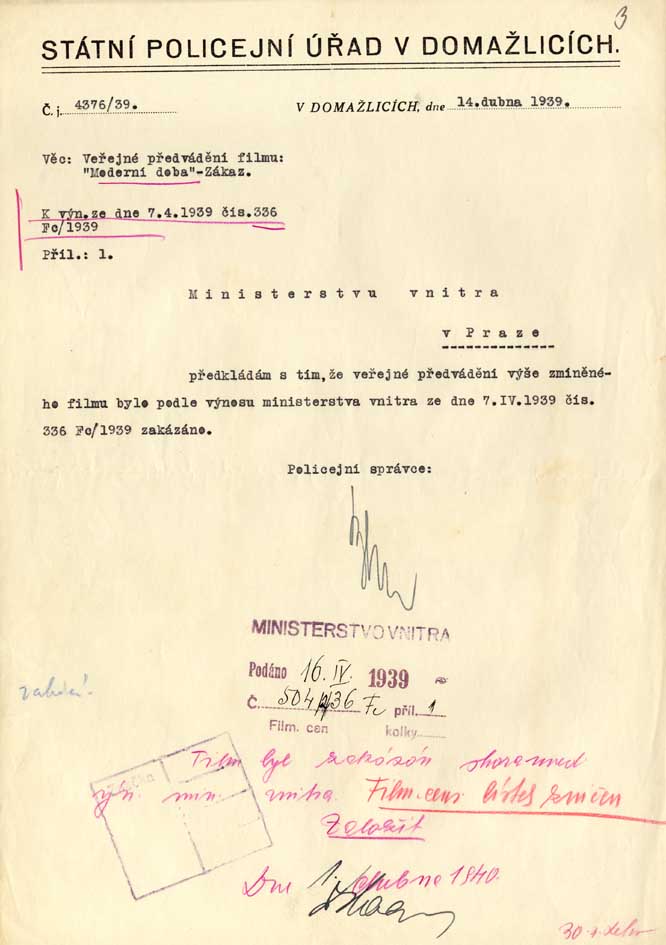 3
STÁTNÍ POLICEJNÍ ÚŘAD V DOMAŽLICÍCH.
Č. j. 4376/39. V DOMAŽLICÍCH, dne 14.dubna 1939.
Věc: Veřejné předvádění filmu:
"Moderní doba"-Zákaz.
K výn.ze dne 7.4.1939 čis.336
Fc/1939
Příl.: 1.
Ministerstvu vnitra
v Praze
předkládám s tím,že veřejné předvádění výše zmíněné-
ho filmu bylo podle výnosu ministerstva vnitra ze dne 7.IV.1939 čis.
336 Fc/1939 zakázáno.
Policejní správce:
MINISTERSTVO VNITRA
Podáno 16. IV. 1939
Č. 504 36 Fc příl. 1
Film. cen kolky
Film byl zakázán shora uved
výn. min. vnitra. Film. cens. lístek zničen
Založit
Dne 1. dubna 1940.